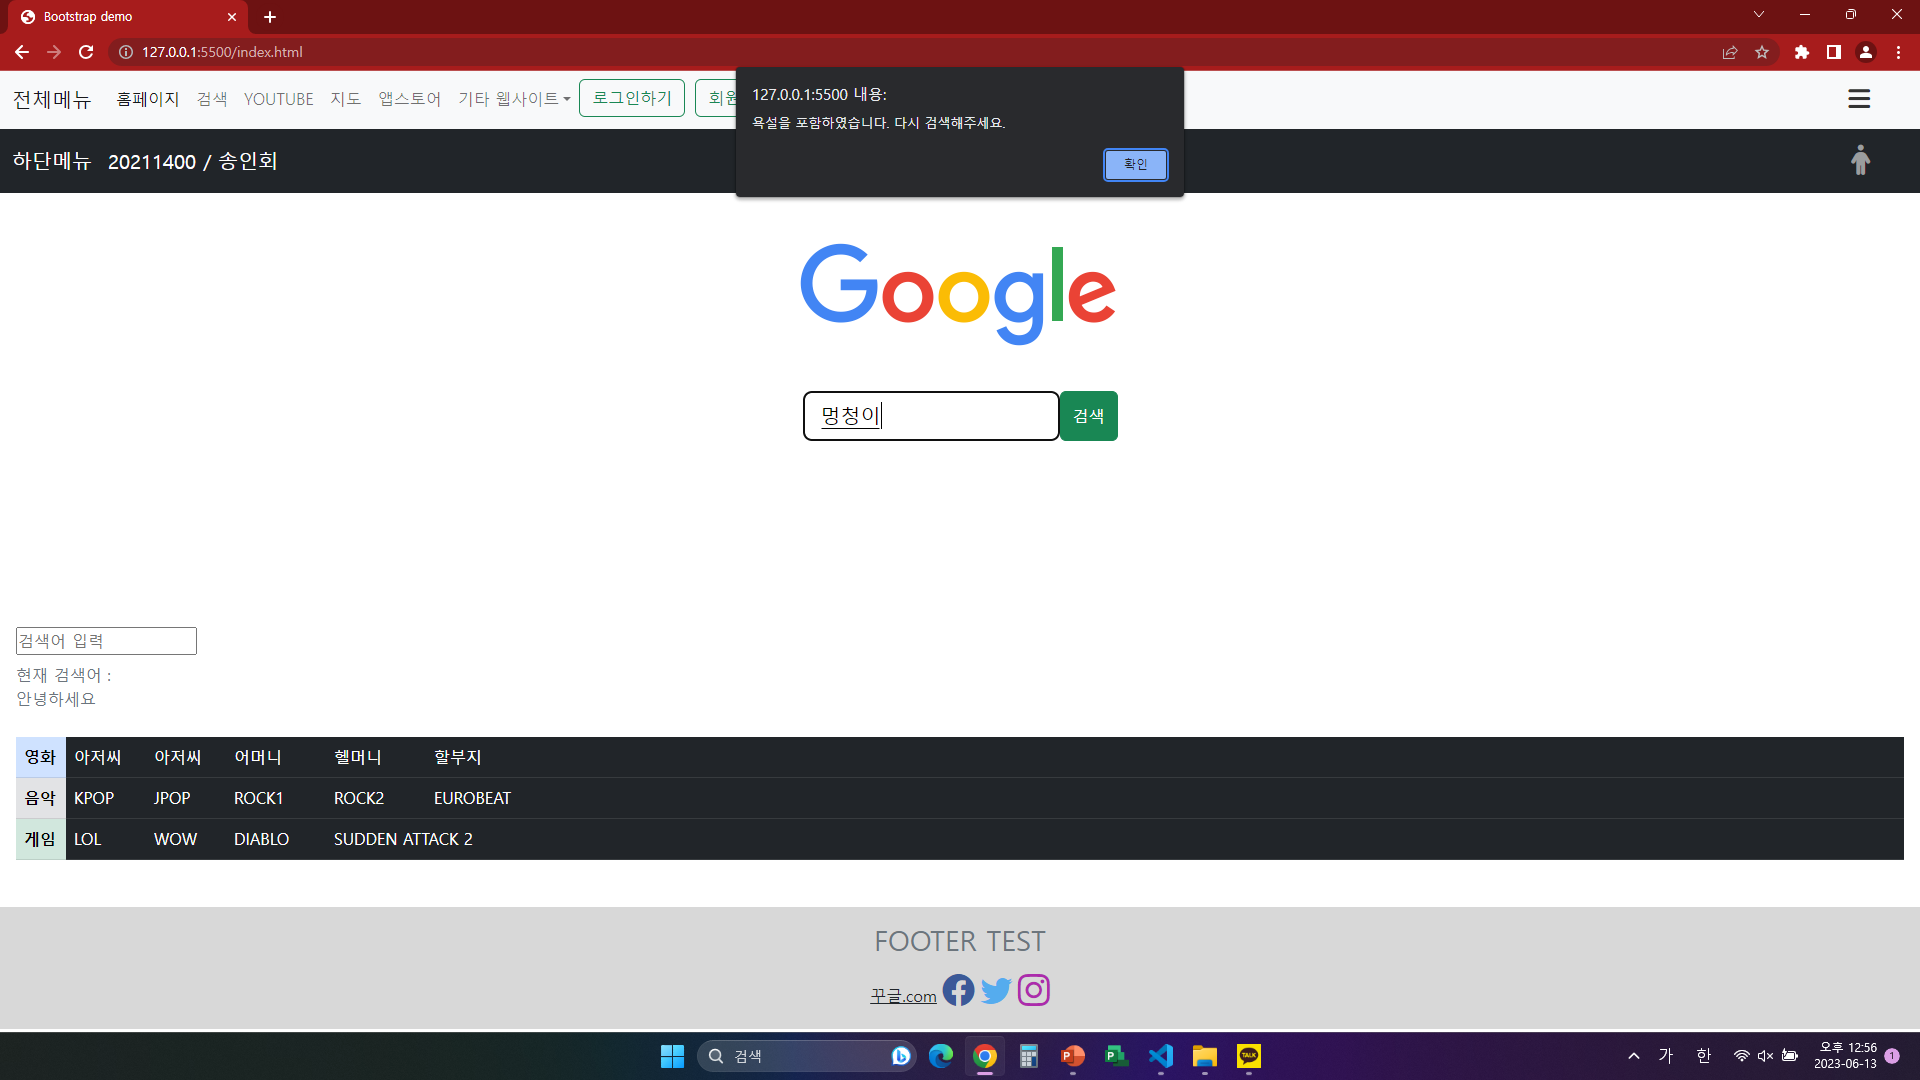 Bootstrap demo
127.0.0.1:5500/index.html
127.0.0.1:5500 내용:
욕설을 포함하였습니다. 다시 검색해주세요.
확인
전체메뉴 홈페이지 검색 YOUTUBE 지도 앱스토어 기타 웹사이트 로그인하기 회원
하단메뉴 20211400 / 송인회
Google
멍청이 검색
검색어 입력
현재 검색어 :
안녕하세요
영화 아저씨 아저씨 어머니 헬머니 할부지
음악 KPOP JPOP ROCK1 ROCK2 EUROBEAT
게임 LOL WOW DIABLO SUDDEN ATTACK 2
FOOTER TEST
꾸글.com
검색
TALK
가 한
오후 12:56
2023-06-13
1